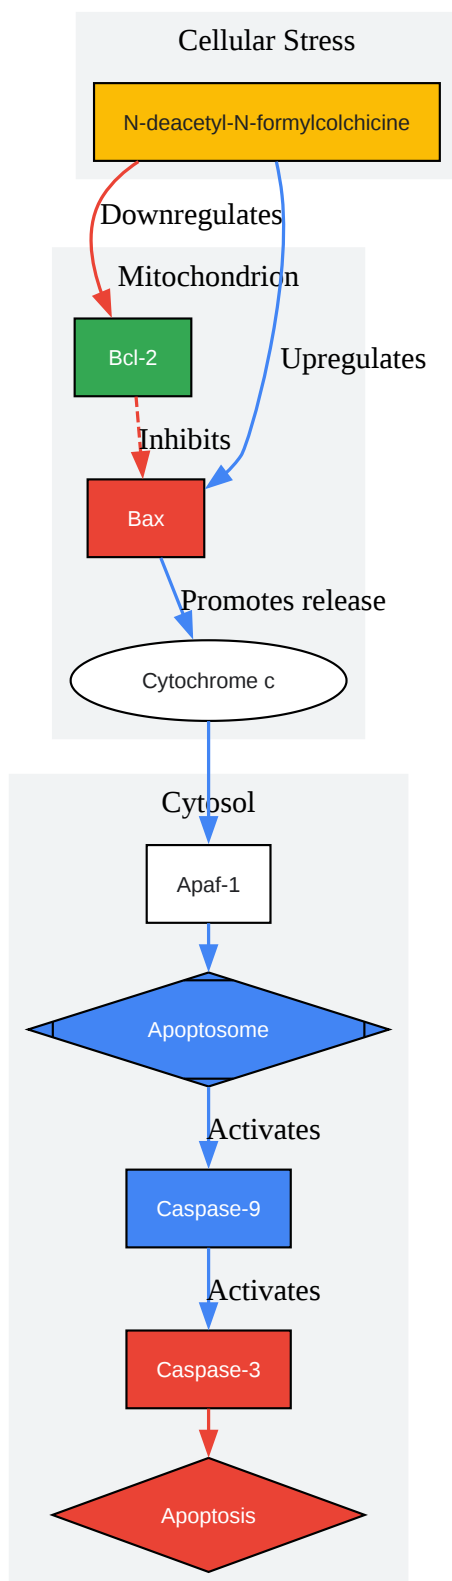 Cellular Stress
N-deacetyl-N-formylcolchicine
Downregulates
Mitochondrion
Bcl-2
Upregulates
Inhibits
Bax
Promotes release
Cytochrome c
Cytosol
Apaf-1
Apoptosome
Activates
Caspase-9
Activates
Caspase-3
Apoptosis